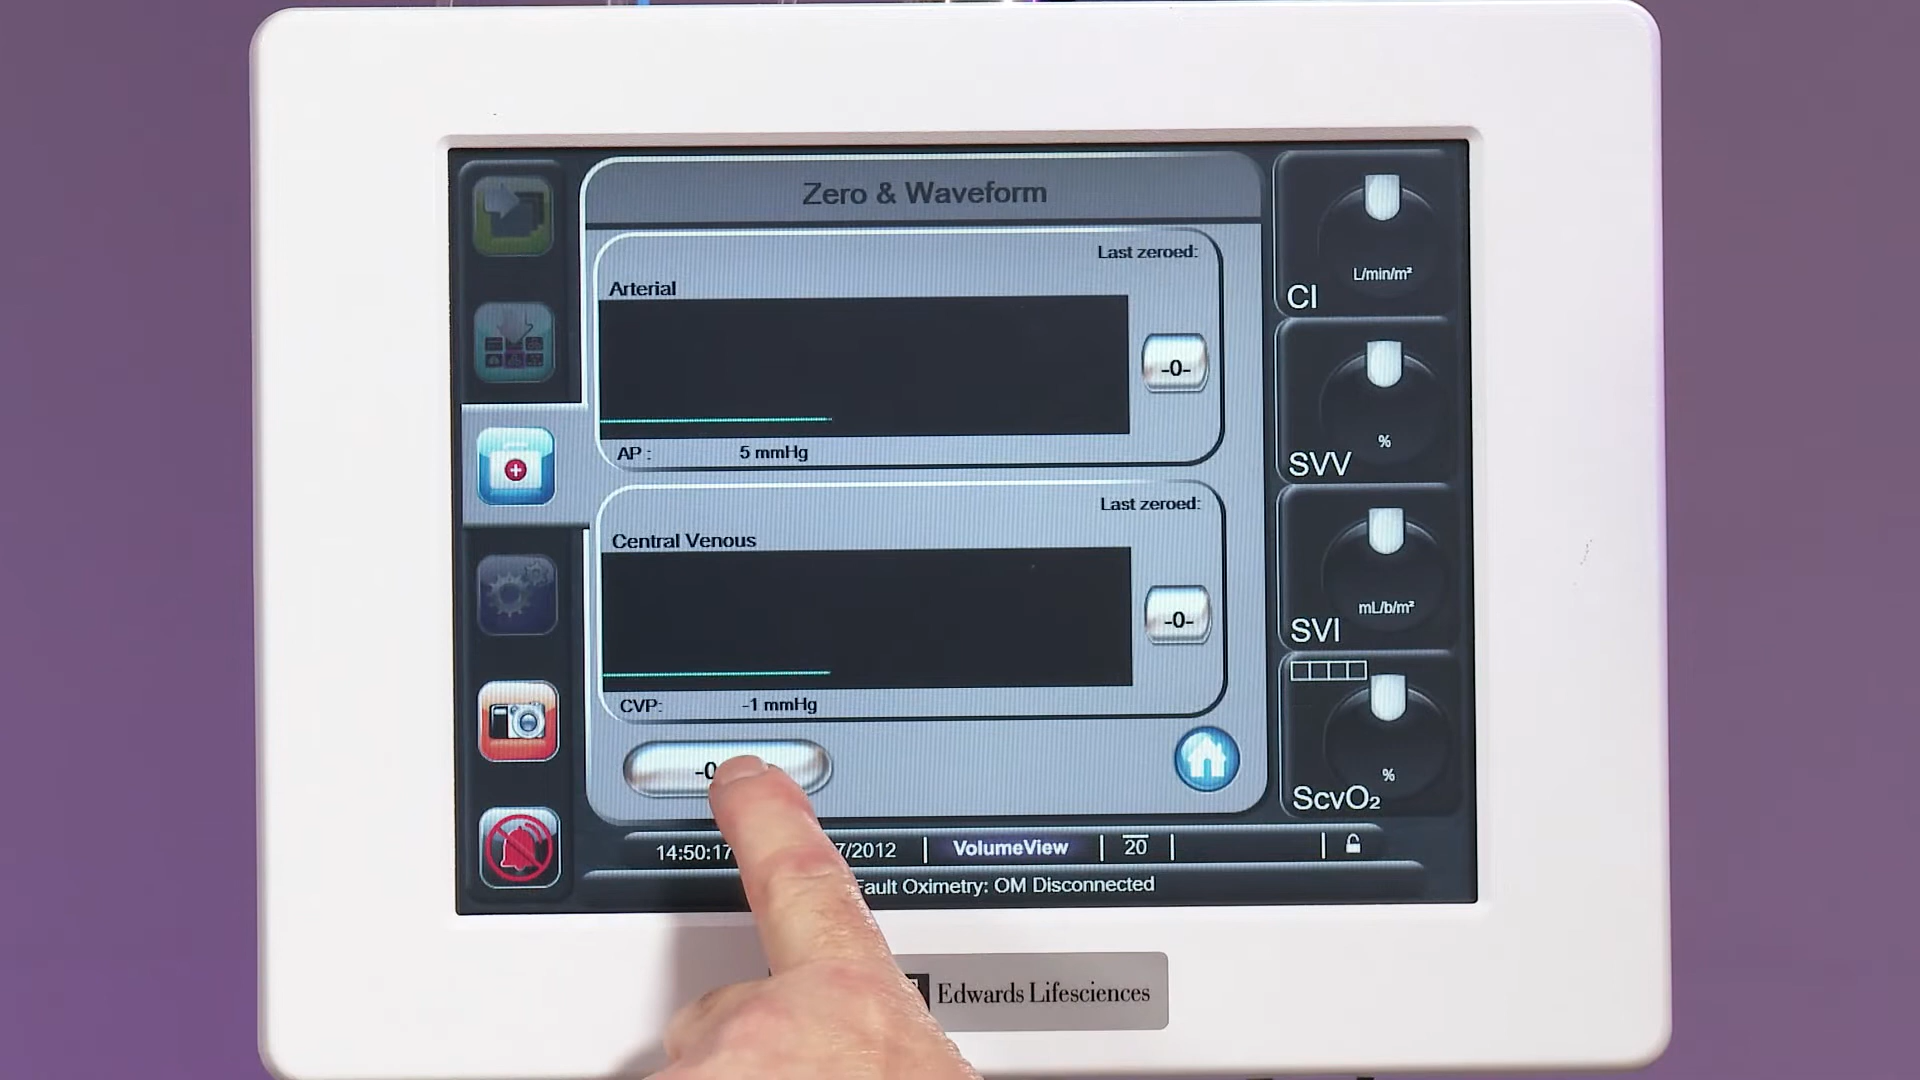 Zero & Waveform
Last zeroed:
Arterial
-0-
AP : 5 mmHg
Last zeroed:
Central Venous
-0-
CVP: -1 mmHg
-0
L/min/m²
CI
%
SVV
mL/b/m²
SVI
%
ScvO₂
14:50:17 7/2012 VolumeView 20
Fault Oximetry: OM Disconnected
Edwards Lifesciences